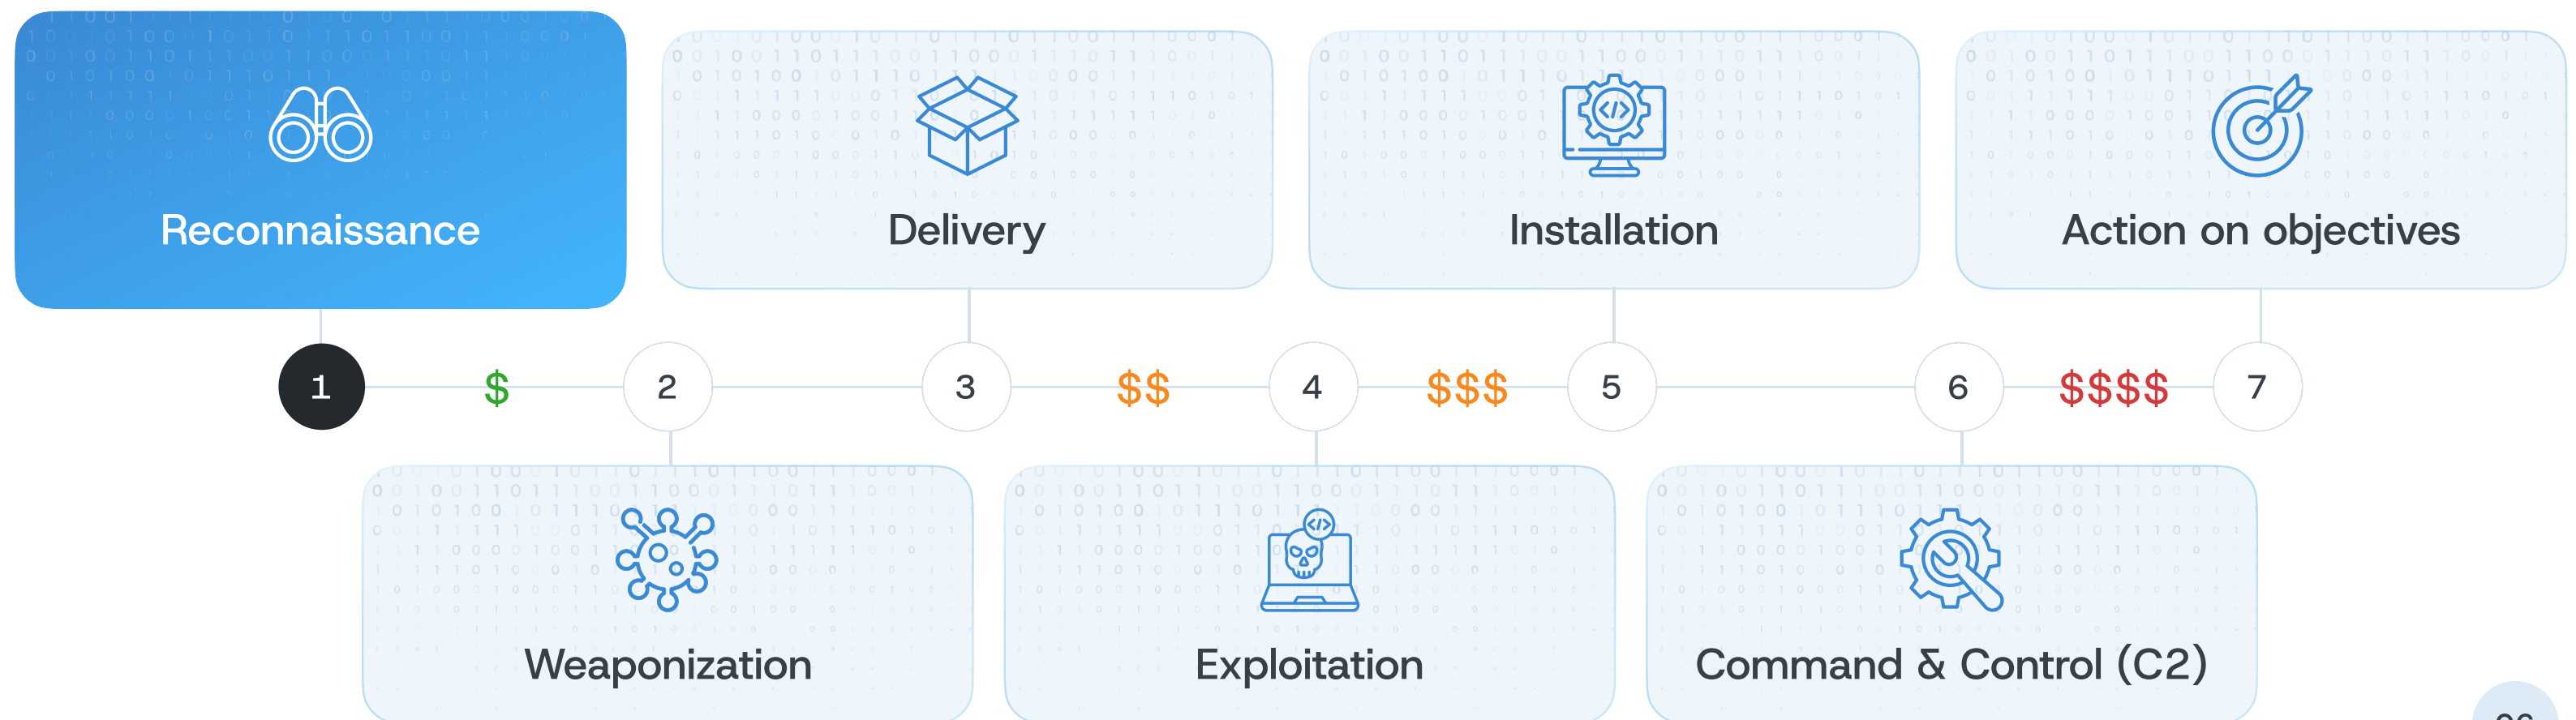 Reconnaissance
Delivery
Installation
Action on objectives
1 $ 2 3 $$ 4 $$$ 5 6 $$$$ 7
Weaponization
Exploitation
Command & Control (C2)